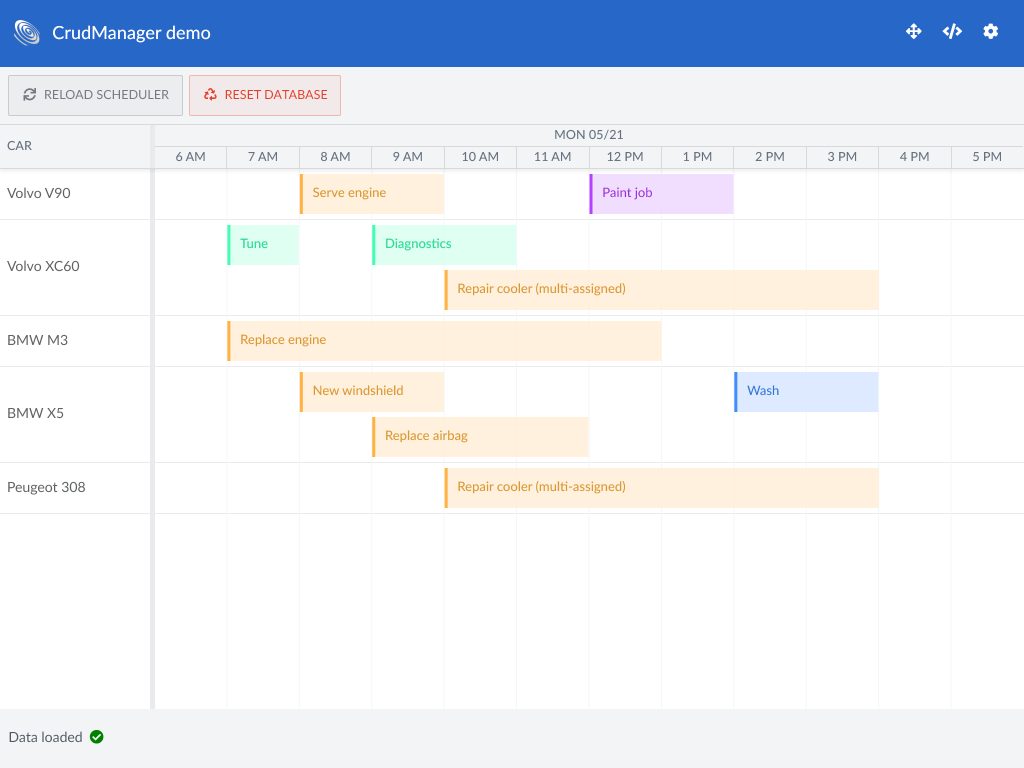 CrudManager demo
RELOAD SCHEDULER
RESET DATABASE
CAR
MON 05/21
6 AM 7 AM 8 AM 9 AM 10 AM 11 AM 12 PM 1 PM 2 PM 3 PM 4 PM 5 PM
Volvo V90
Serve engine
Paint job
Volvo XC60
Tune
Diagnostics
Repair cooler (multi-assigned)
BMW M3
Replace engine
BMW X5
New windshield
Wash
Replace airbag
Peugeot 308
Repair cooler (multi-assigned)
Data loaded